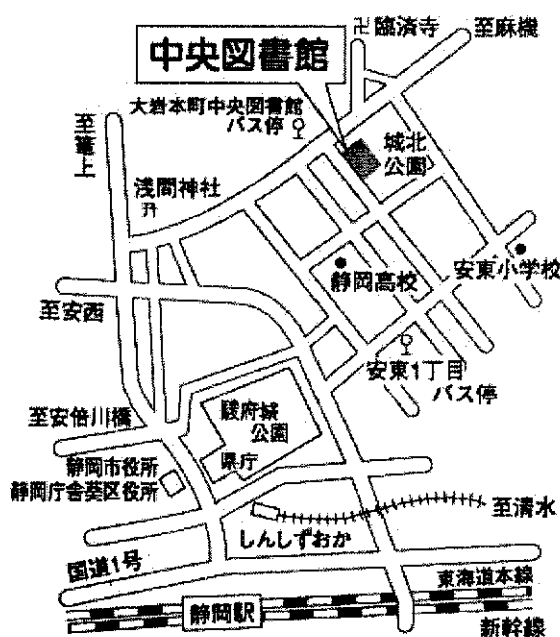 卍臨済寺
至麻機
中央図書館
大岩本町中央図書館
バス停
城北
公園
至籠上
浅間神社
静岡高校
安東小学校
至安西
安東1丁目
バス停
駿府城
公園
至安倍川橋
県庁
静岡市役所
静岡庁舎葵区役所
至清水
しんしずおか
国道1号
東海道本線
静岡駅
新幹線